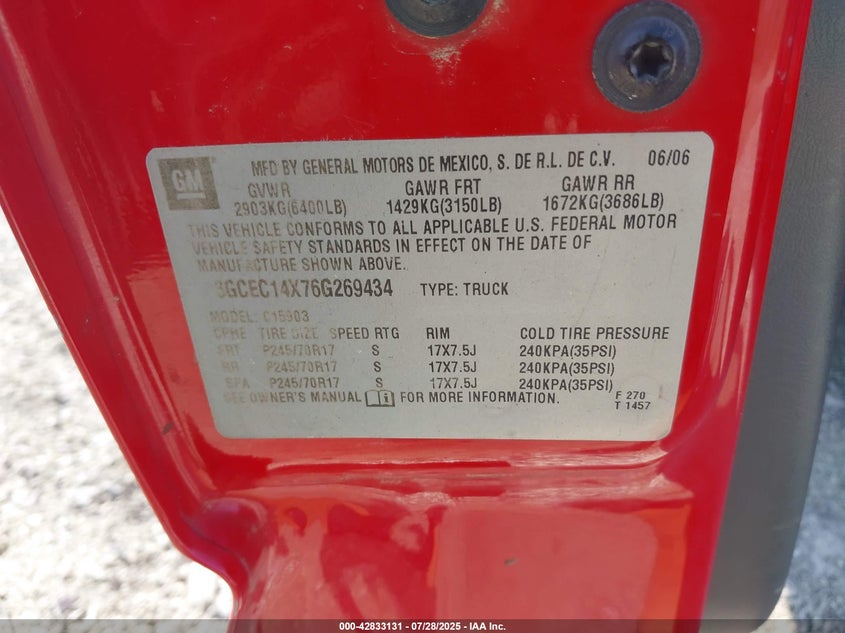 GM
MFD BY GENERAL MOTORS DE MEXICO, S. DE R.L. DE C.V. 06/06
GVWR GAWR FRT GAWR RR
2903KG(6400LB) 1429KG(3150LB) 1672KG(3686LB)
THIS VEHICLE CONFORMS TO ALL APPLICABLE U.S. FEDERAL MOTOR
VEHICLE SAFETY STANDARDS IN EFFECT ON THE DATE OF
MANUFACTURE SHOWN ABOVE.
3GCEC14X76G269434 TYPE: TRUCK
MODEL: C15903
TIRE SIZE SPEED RTG RIM COLD TIRE PRESSURE
FRT P245/70R17 S 17X7.5J 240KPA(35PSI)
RR P245/70R17 S 17X7.5J 240KPA(35PSI)
SPA P245/70R17 S 17X7.5J 240KPA(35PSI)
SEE OWNER'S MANUAL FOR MORE INFORMATION.
F 270
T 1457
000-42833131 - 07/28/2025 - IAA Inc.